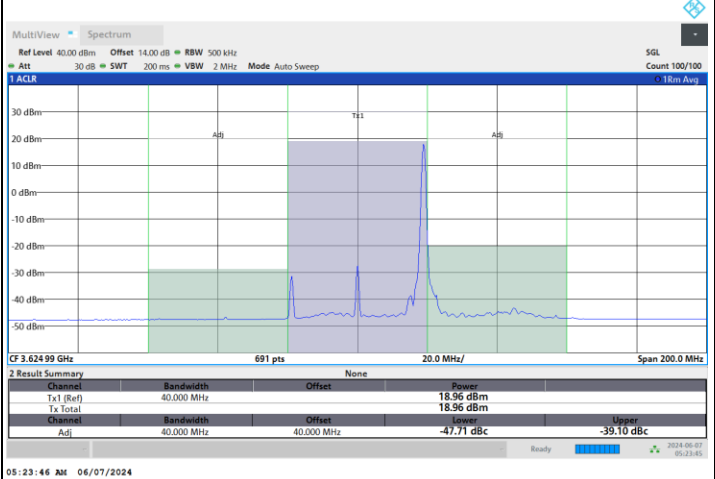 MultiView Spectrum
Ref Level 40.00 dBm Offset 14.00 dB RBW 500 kHz SGL
Att 30 dB SWT 200 ms VBW 2 MHz Mode Auto Sweep Count 100/100
1 ACLR 1Rm Avg
30 dBm
Tx1
20 dBm Adj Adj
10 dBm
0 dBm
-10 dBm
-20 dBm
-30 dBm
-40 dBm
-50 dBm
CF 3.624 99 GHz 691 pts 20.0 MHz/ Span 200.0 MHz
2 Result Summary None
Channel Bandwidth Offset Power
Tx1 (Ref) 40.000 MHz 18.96 dBm
Tx Total 18.96 dBm
Channel Bandwidth Offset Lower Upper
Adj 40.000 MHz 40.000 MHz -47.71 dBc -39.10 dBc
Ready 2024-06-07
05:23:45
05:23:46 AM 06/07/2024